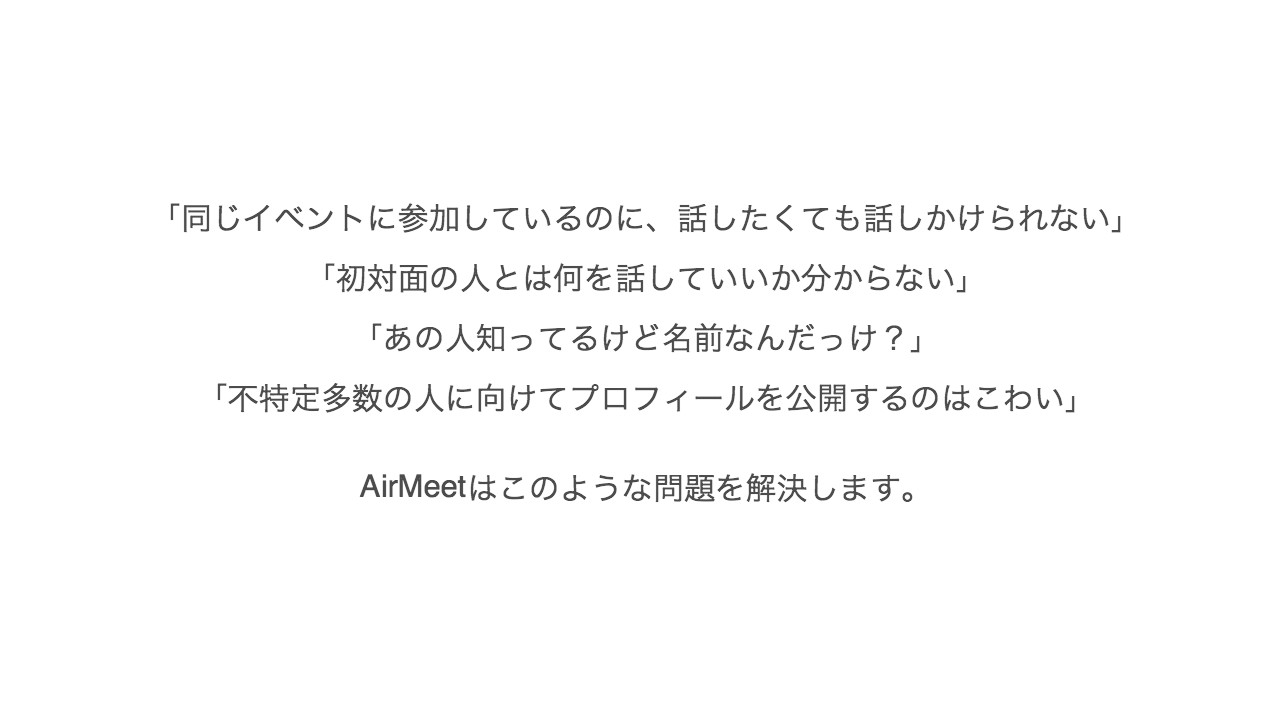 「同じイベントに参加しているのに、話したくても話しかけられない」
「初対面の人とは何を話していいか分からない」
「あの人知ってるけど名前なんだっけ？」
「不特定多数の人に向けてプロフィールを公開するのはこわい」
AirMeetはこのような問題を解決します。